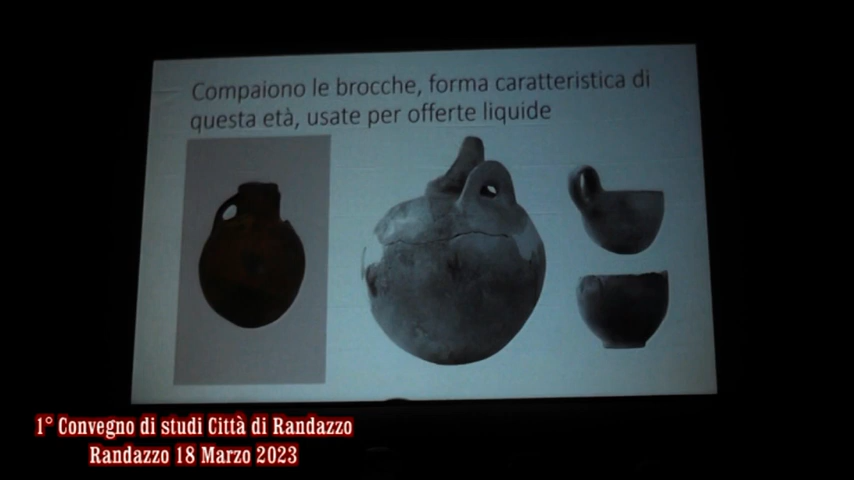 Compaiono le brocche, forma caratteristica di
questa età, usate per offerte liquide
1° Convegno di studi Città di Randazzo
Randazzo 18 Marzo 2023